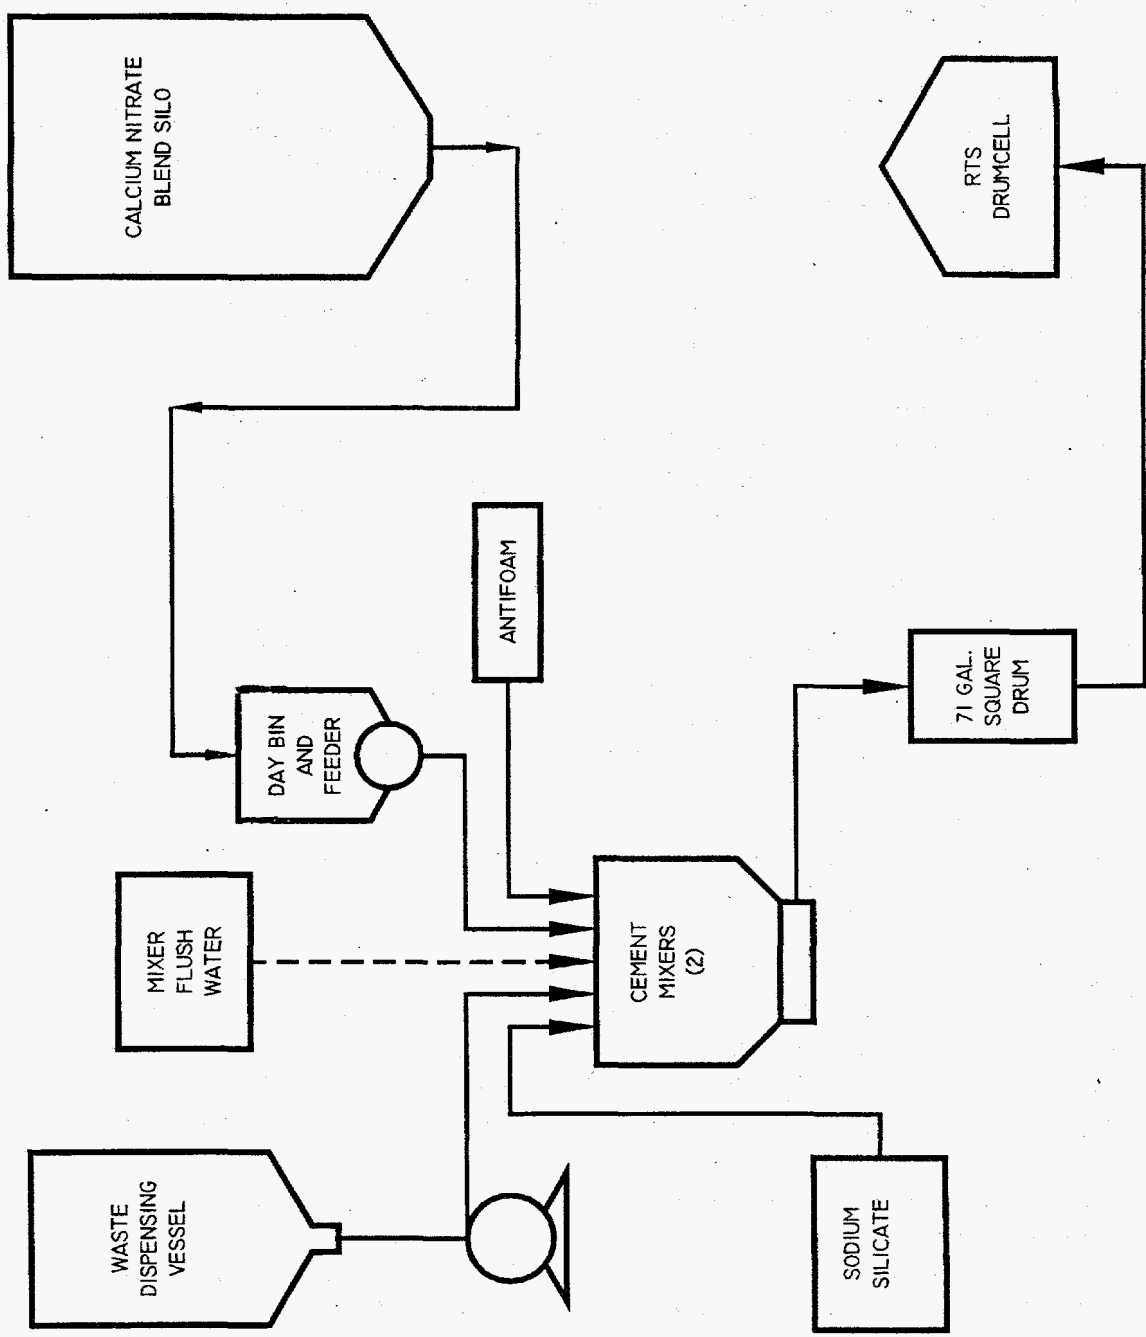 WASTE
DISPENSING
VESSEL
MIXER
FLUSH
WATER
DAY BIN
AND
FEEDER
CALCIUM NITRATE
BLEND SILO
ANTIFOAM
CEMENT
MIXERS
(2)
SODIUM
SILICATE
71 GAL.
SQUARE
DRUM
RTS
DRUMCELL